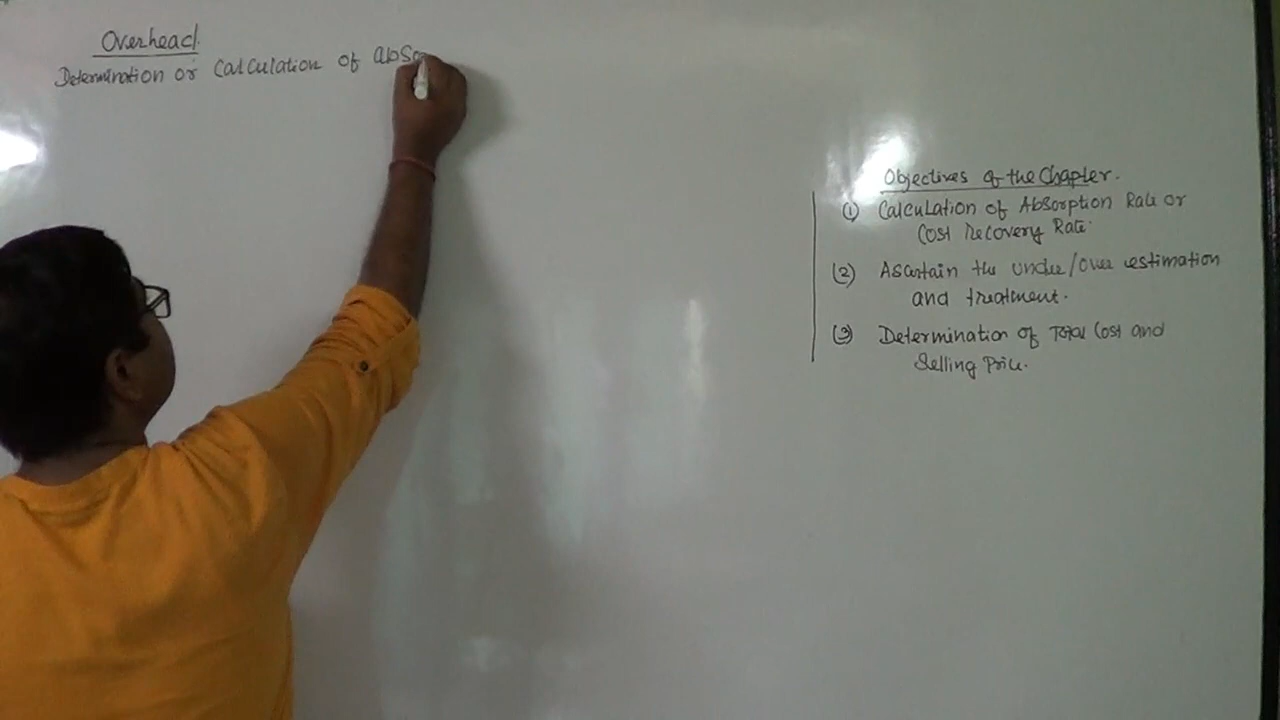 Overhead.
Determination or Calculation of abso
Objectives of the Chapter.
(1) Calculation of Absorption Rate or
Cost recovery Rate.
(2) Ascertain the under/over estimation
and treatment.
(3) Determination of Total Cost and
Selling Price.